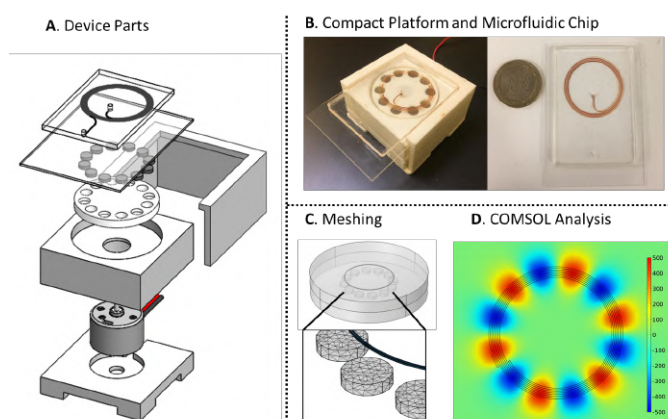 A. Device Parts
B. Compact Platform and Microfluidic Chip
C. Meshing
D. COMSOL Analysis
500
400
300
200
100
0
-100
-200
-300
-400
-500